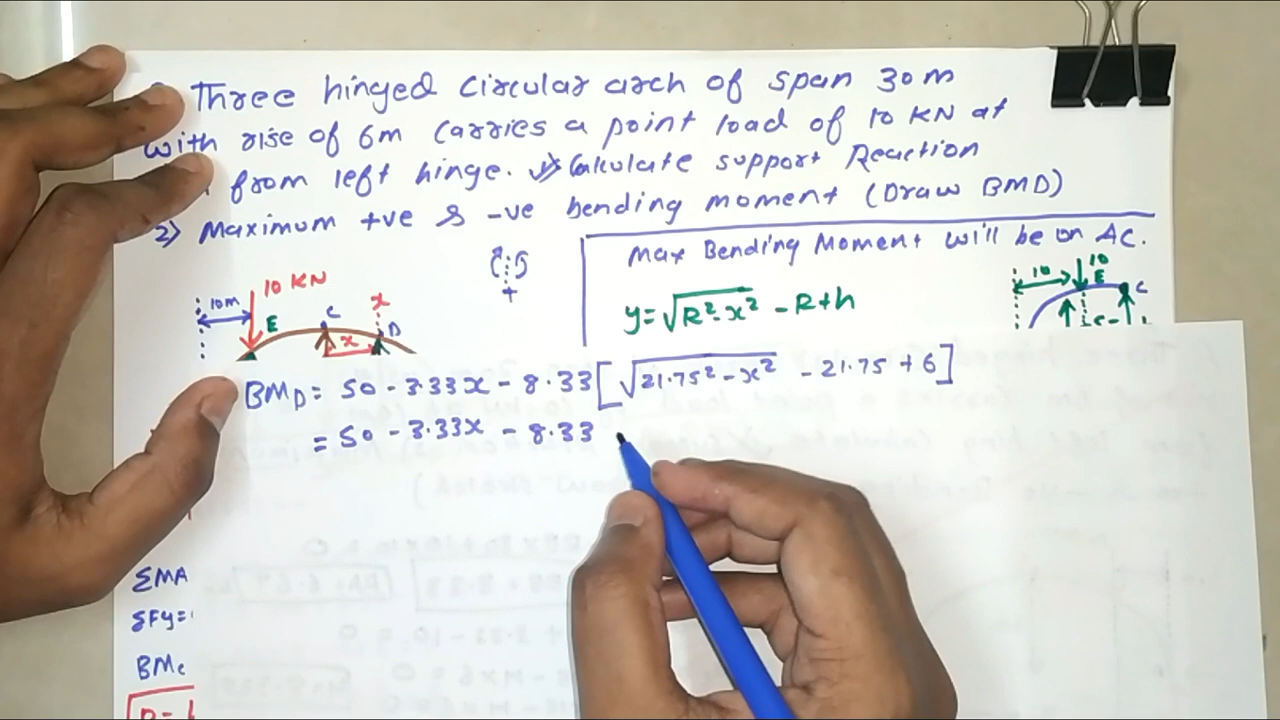 Three hinged circular arch of span 30m
with rise of 6m carries a point load of 10 KN at
from left hinge. 1) Calculate support Reaction
2) Maximum +ve & -ve bending moment (Draw BMD)
Max Bending Moment will be on AC.
y = √R²-x² - R+h
10m
10 KN
E
C
x
D
x
+
10
10
E
C
BM_D = 50 - 3.33x - 8.33[√21.75² - x² - 21.75 + 6]
= 50 - 3.33x - 8.33
ΣMA
ΣFy=
BMc